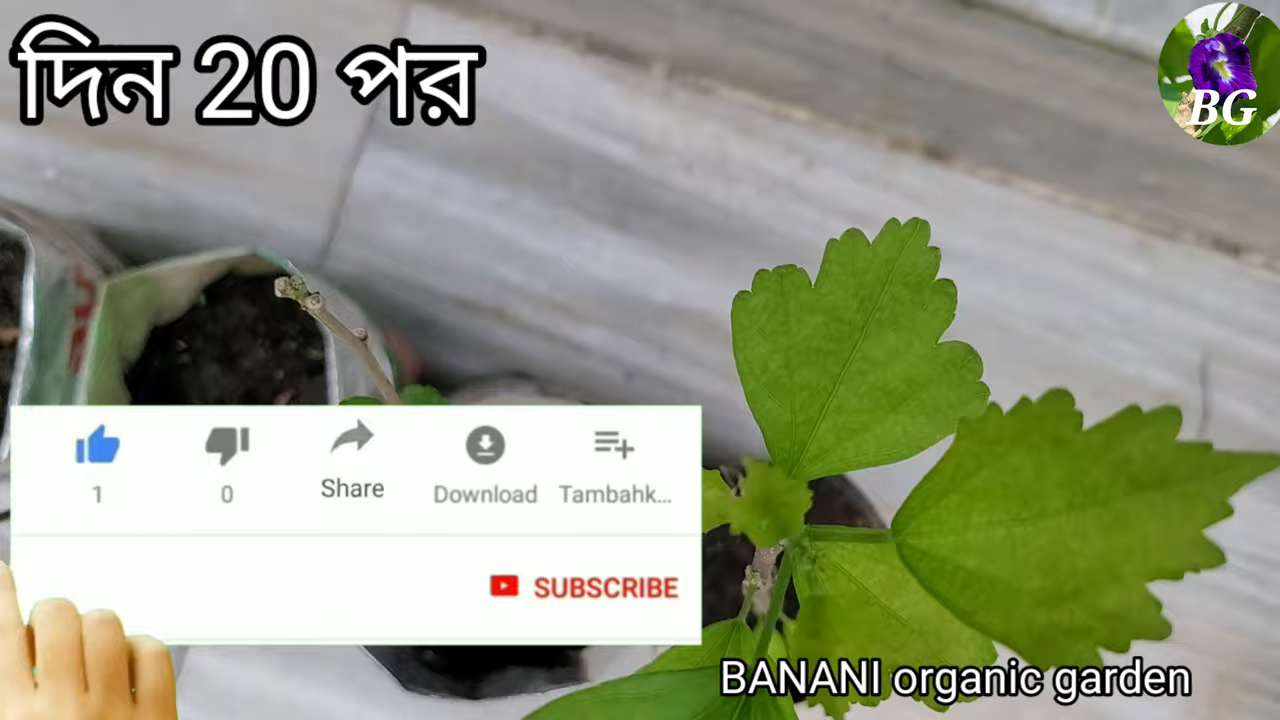 দিন 20 পর
BG
1
0
Share
Download
Tambahk...
SUBSCRIBE
BANANI organic garden